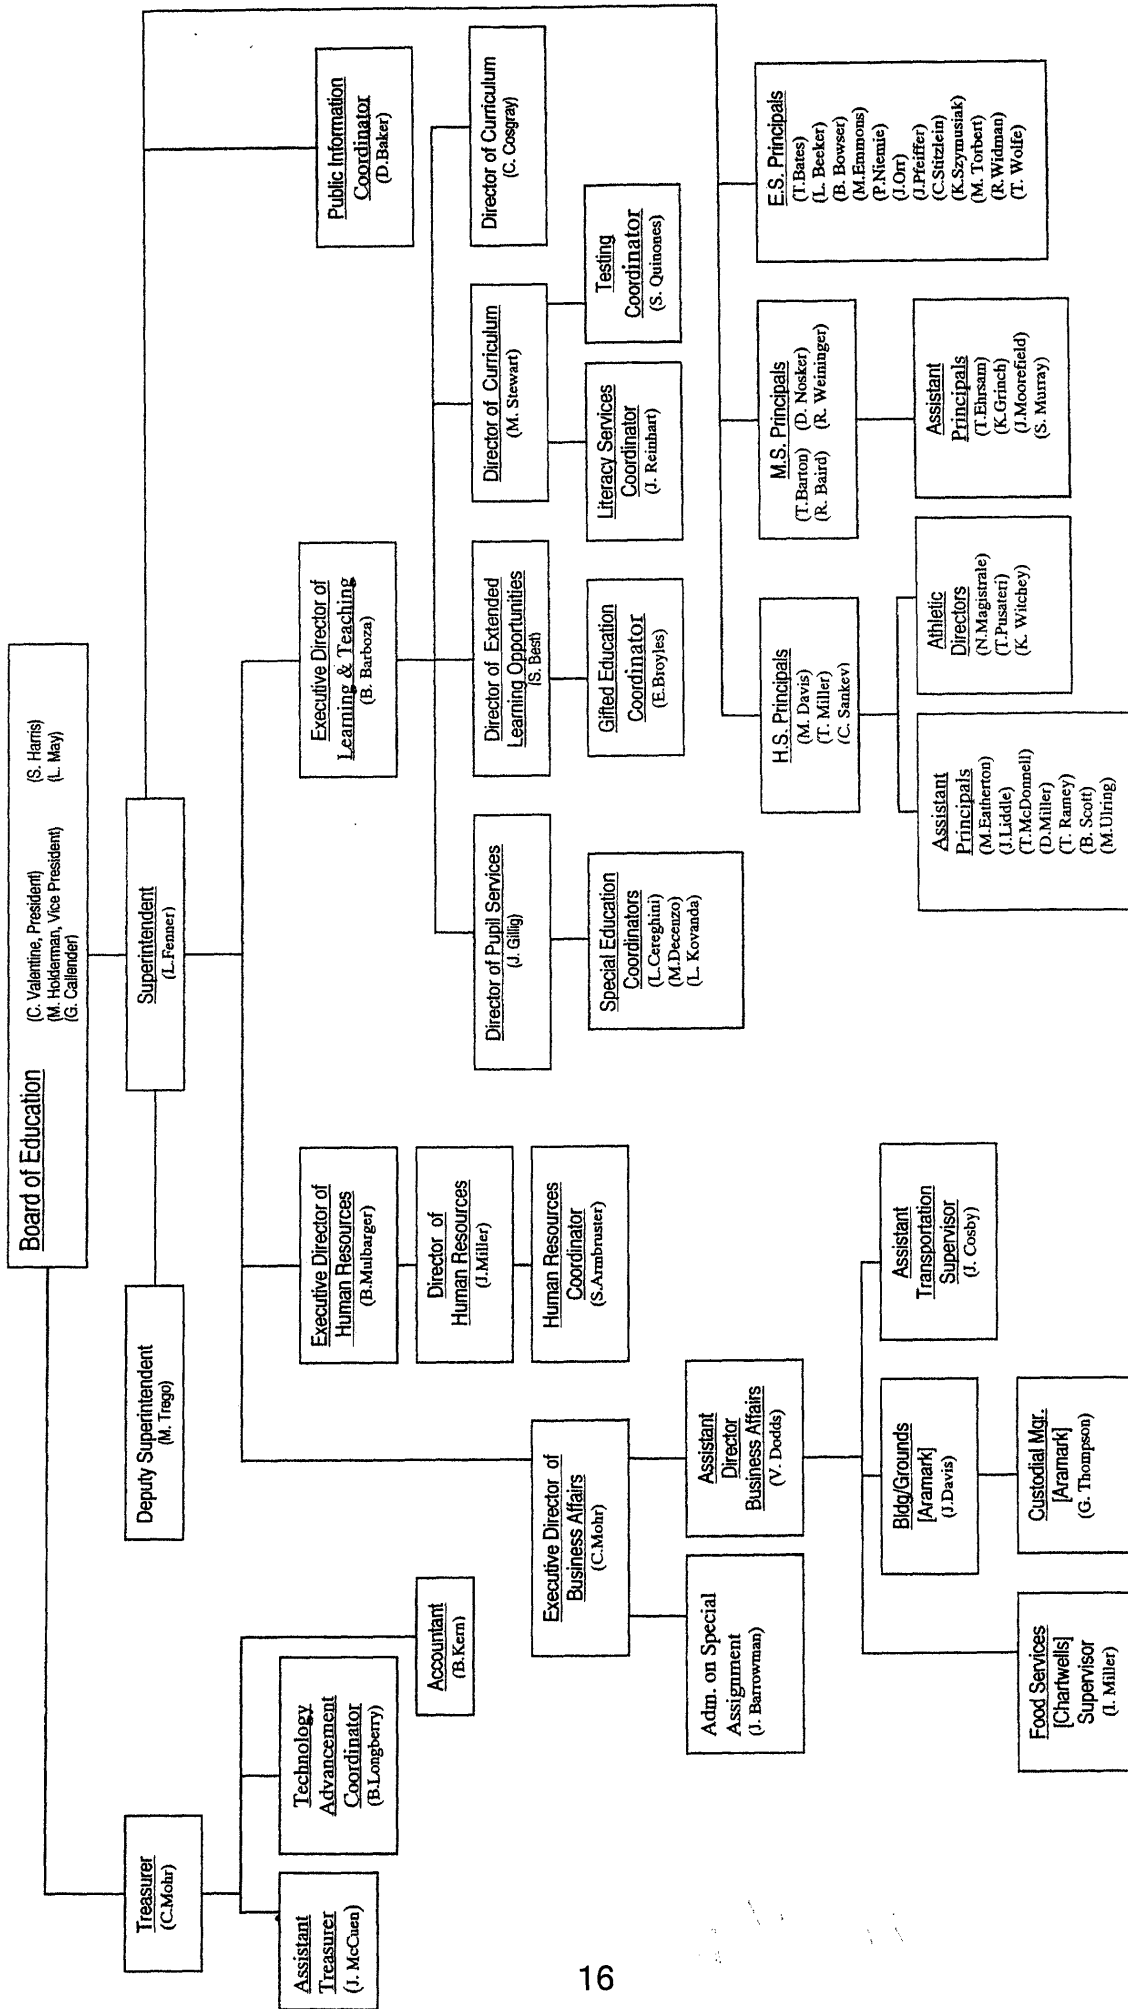 Board of Education
(C. Valentine, President)
(M. Holderman, Vice President)
(G. Callender)
(S. Harris)
(L. May)
Treasurer
(C.Mohr)
Deputy Superintendent
(M. Trego)
Superintendent
(L.Fenner)
Assistant
Treasurer
(J. McCuen)
Technology
Advancement
Coordinator
(B.Longberry)
Accountant
(B.Kern)
Executive Director of
Human Resources
(B.Mulbarger)
Director of
Human Resources
(J.Miller)
Human Resources
Coordinator
(S.Armbruster)
Executive Director of
Learning & Teaching
(B. Barboza)
Public Information
Coordinator
(D.Baker)
Director of Pupil Services
(J. Gillig)
Director of Extended
Learning Opportunities
(S. Best)
Director of Curriculum
(M. Stewart)
Director of Curriculum
(C. Cosgray)
Special Education
Coordinators
(L.Cereghini)
(M.Decenzo)
(L. Kovanda)
Gifted Education
Coordinator
(E.Broyles)
Literacy Services
Coordinator
(J. Reinhart)
Testing
Coordinator
(S. Quinones)
Executive Director of
Business Affairs
(C.Mohr)
Adm. on Special
Assignment
(J. Barrowman)
Assistant
Director
Business Affairs
(V. Dodds)
Food Services
[Chartwells]
Supervisor
(I. Miller)
Bldg/Grounds
[Aramark]
(J.Davis)
Custodial Mgr.
[Aramark]
(G. Thompson)
Assistant
Transportation
Supervisor
(J. Cosby)
H.S. Principals
(M. Davis)
(T. Miller)
(C. Sankey)
M.S. Principals
(T.Barton) (D. Nosker)
(R. Baird) (R. Weininger)
E.S. Principals
(T.Bates)
(L. Beeker)
(B. Bowser)
(M.Emmons)
(P.Niemie)
(J.Orr)
(J.Pfeiffer)
(C.Stitzlein)
(K.Szymusiak)
(M. Torbert)
(R.Widman)
(T. Wolfe)
Assistant
Principals
(M.Eatherton)
(J.Liddle)
(T.McDonnell)
(D.Miller)
(T. Ramey)
(B. Scott)
(M.Ulring)
Athletic
Directors
(N.Magistrale)
(T.Pusateri)
(K. Witchey)
Assistant
Principals
(T.Ehrsam)
(K.Grinch)
(J.Moorefield)
(S. Murray)
16